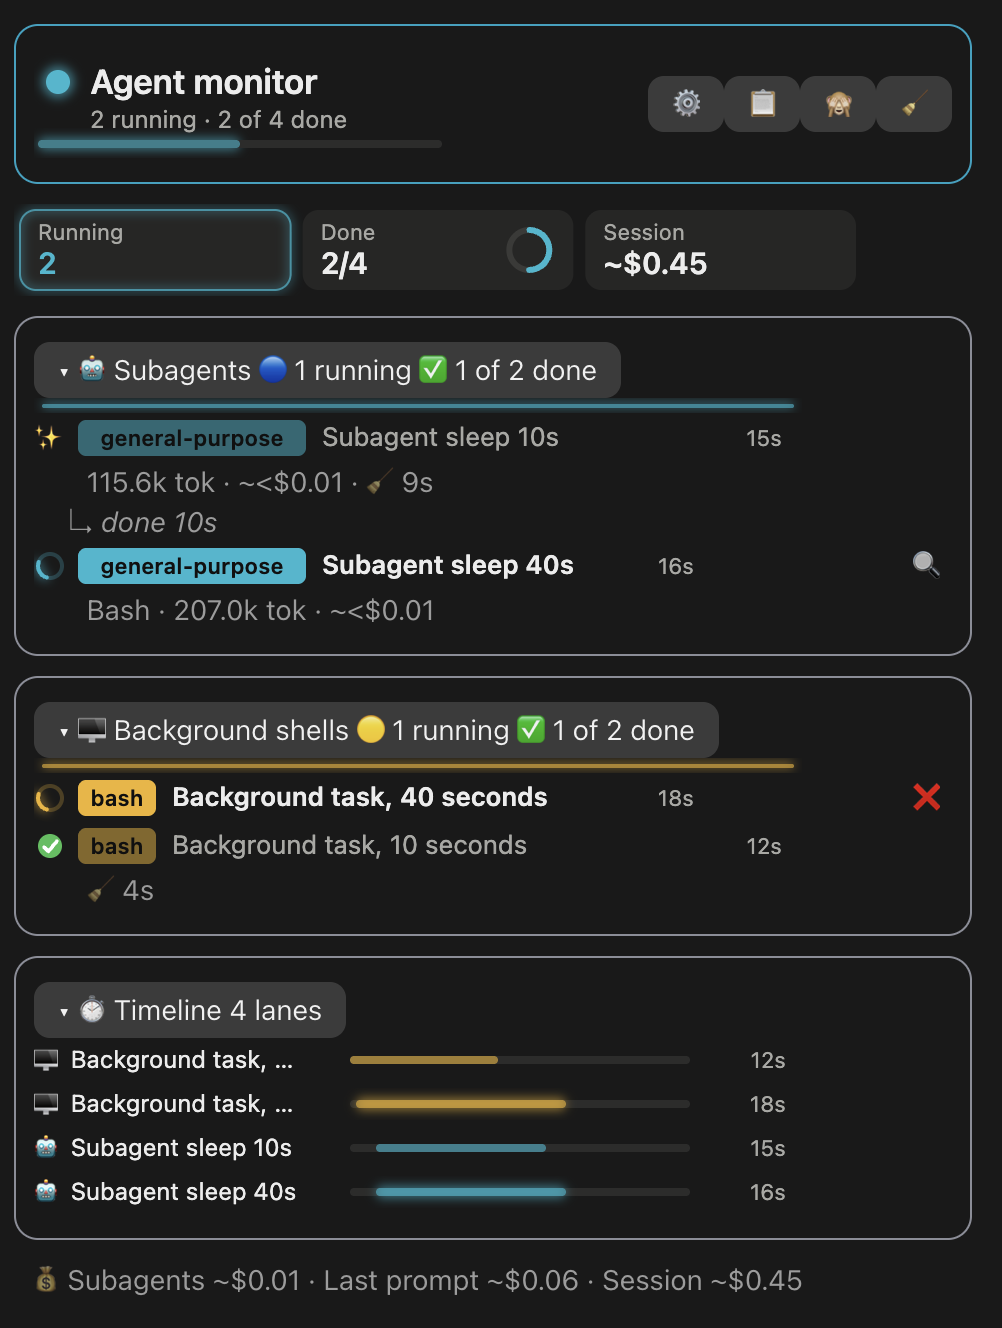 Agent monitor
2 running · 2 of 4 done
Running
2
Done
2/4
Session
~$0.45
Subagents 1 running 1 of 2 done
general-purpose Subagent sleep 10s 15s
115.6k tok · ~<$0.01 · 9s
done 10s
general-purpose Subagent sleep 40s 16s
Bash · 207.0k tok · ~<$0.01
Background shells 1 running 1 of 2 done
bash Background task, 40 seconds 18s
bash Background task, 10 seconds 12s
4s
Timeline 4 lanes
Background task, ... 12s
Background task, ... 18s
Subagent sleep 10s 15s
Subagent sleep 40s 16s
Subagents ~$0.01 · Last prompt ~$0.06 · Session ~$0.45